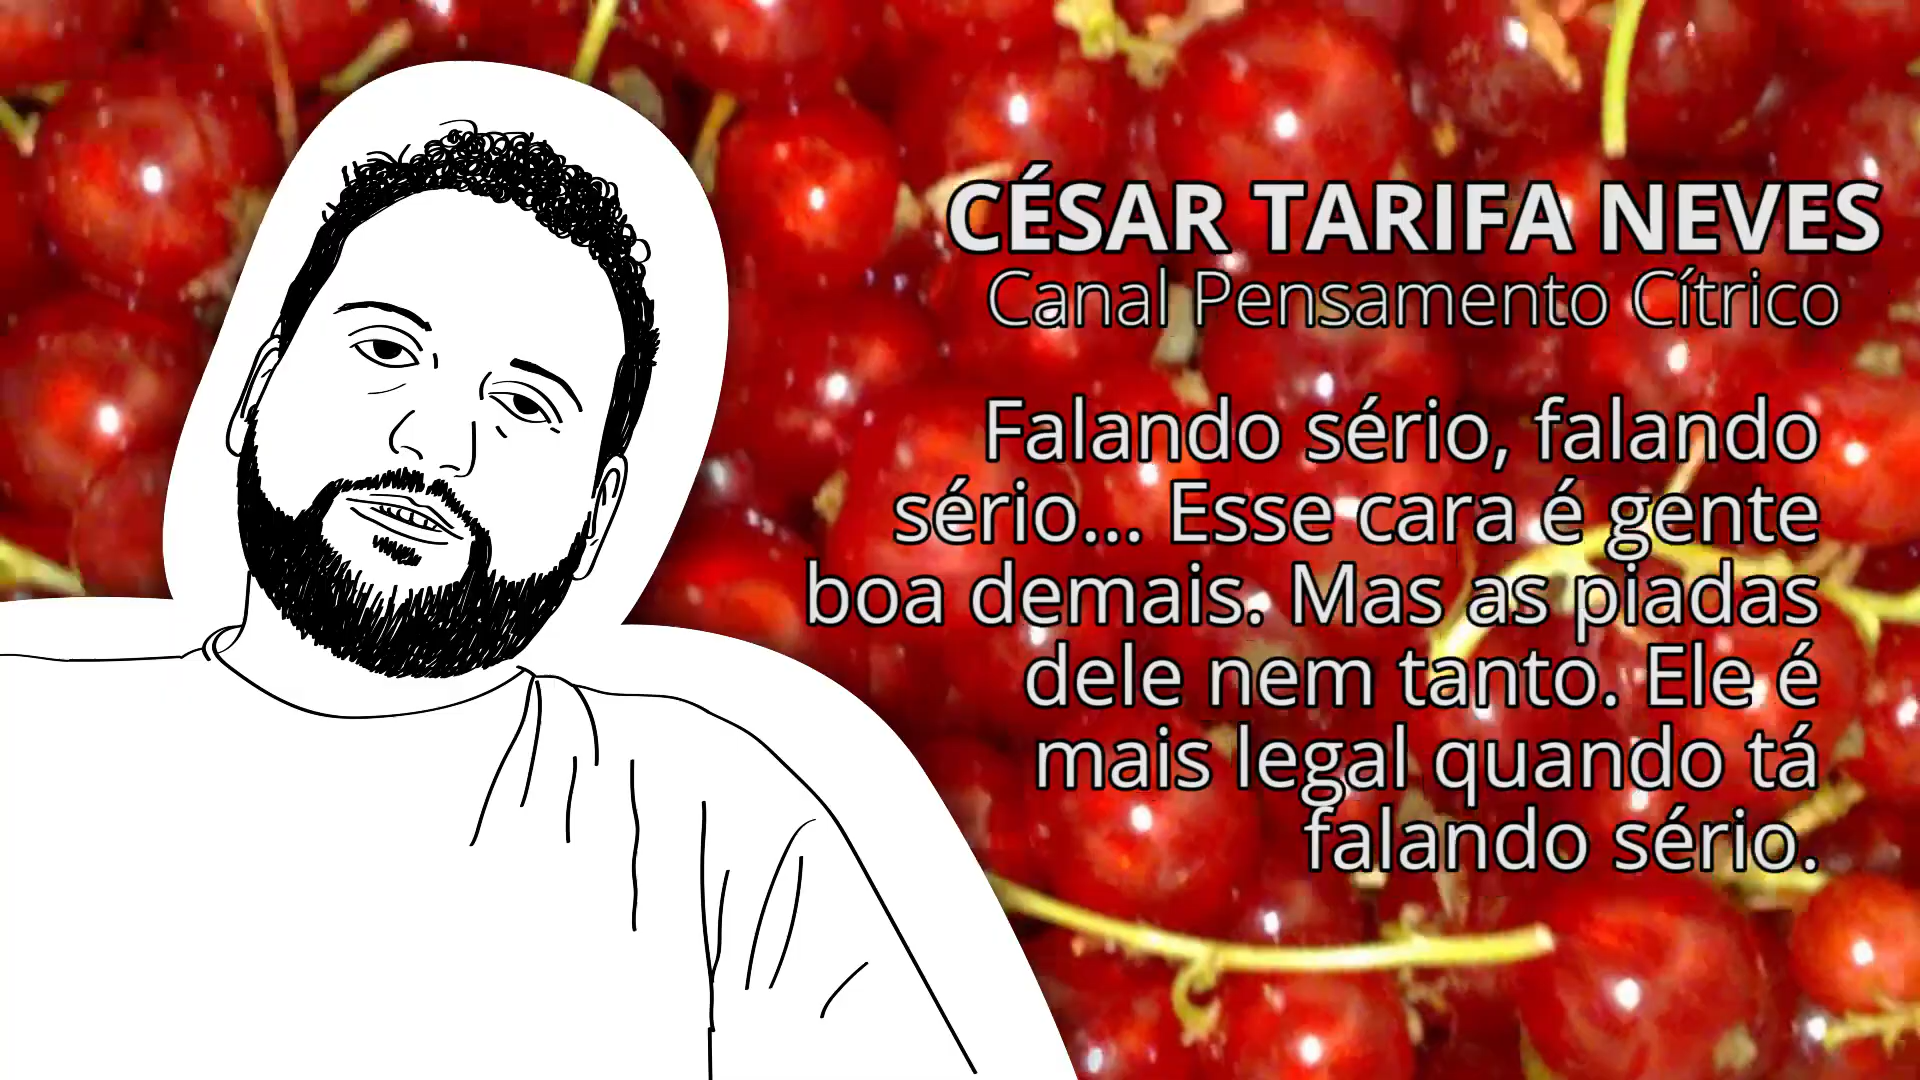 CÉSAR TARIFA NEVES
Canal Pensamento Cítrico
Falando sério, falando
sério... Esse cara é gente
boa demais. Mas as piadas
dele nem tanto. Ele é
mais legal quando tá
falando sério.